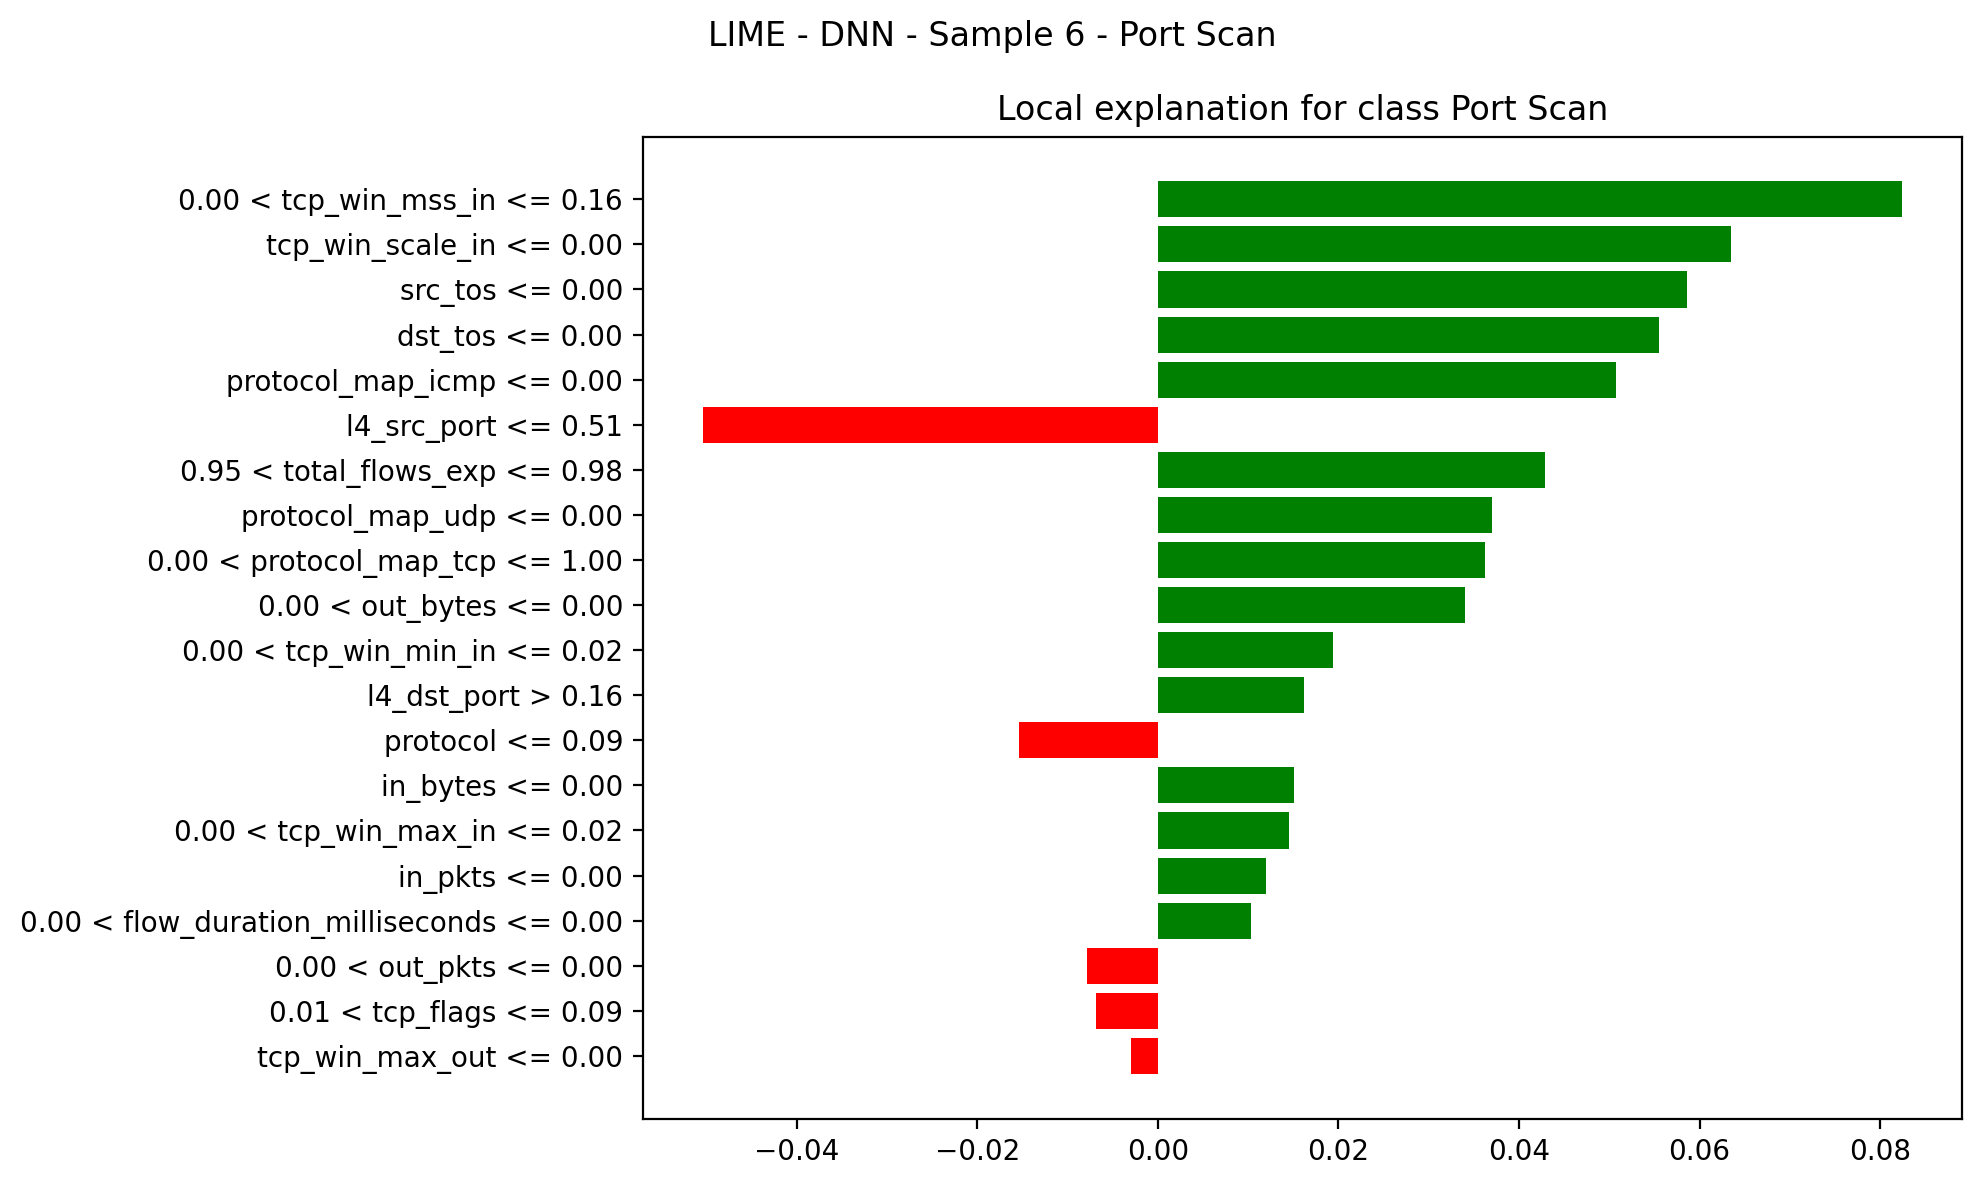 LIME - DNN - Sample 6 - Port Scan
Local explanation for class Port Scan
0.00 < tcp_win_mss_in <= 0.16
tcp_win_scale_in <= 0.00
src_tos <= 0.00
dst_tos <= 0.00
protocol_map_icmp <= 0.00
l4_src_port <= 0.51
0.95 < total_flows_exp <= 0.98
protocol_map_udp <= 0.00
0.00 < protocol_map_tcp <= 1.00
0.00 < out_bytes <= 0.00
0.00 < tcp_win_min_in <= 0.02
l4_dst_port > 0.16
protocol <= 0.09
in_bytes <= 0.00
0.00 < tcp_win_max_in <= 0.02
in_pkts <= 0.00
0.00 < flow_duration_milliseconds <= 0.00
0.00 < out_pkts <= 0.00
0.01 < tcp_flags <= 0.09
tcp_win_max_out <= 0.00
−0.04 −0.02 0.00 0.02 0.04 0.06 0.08